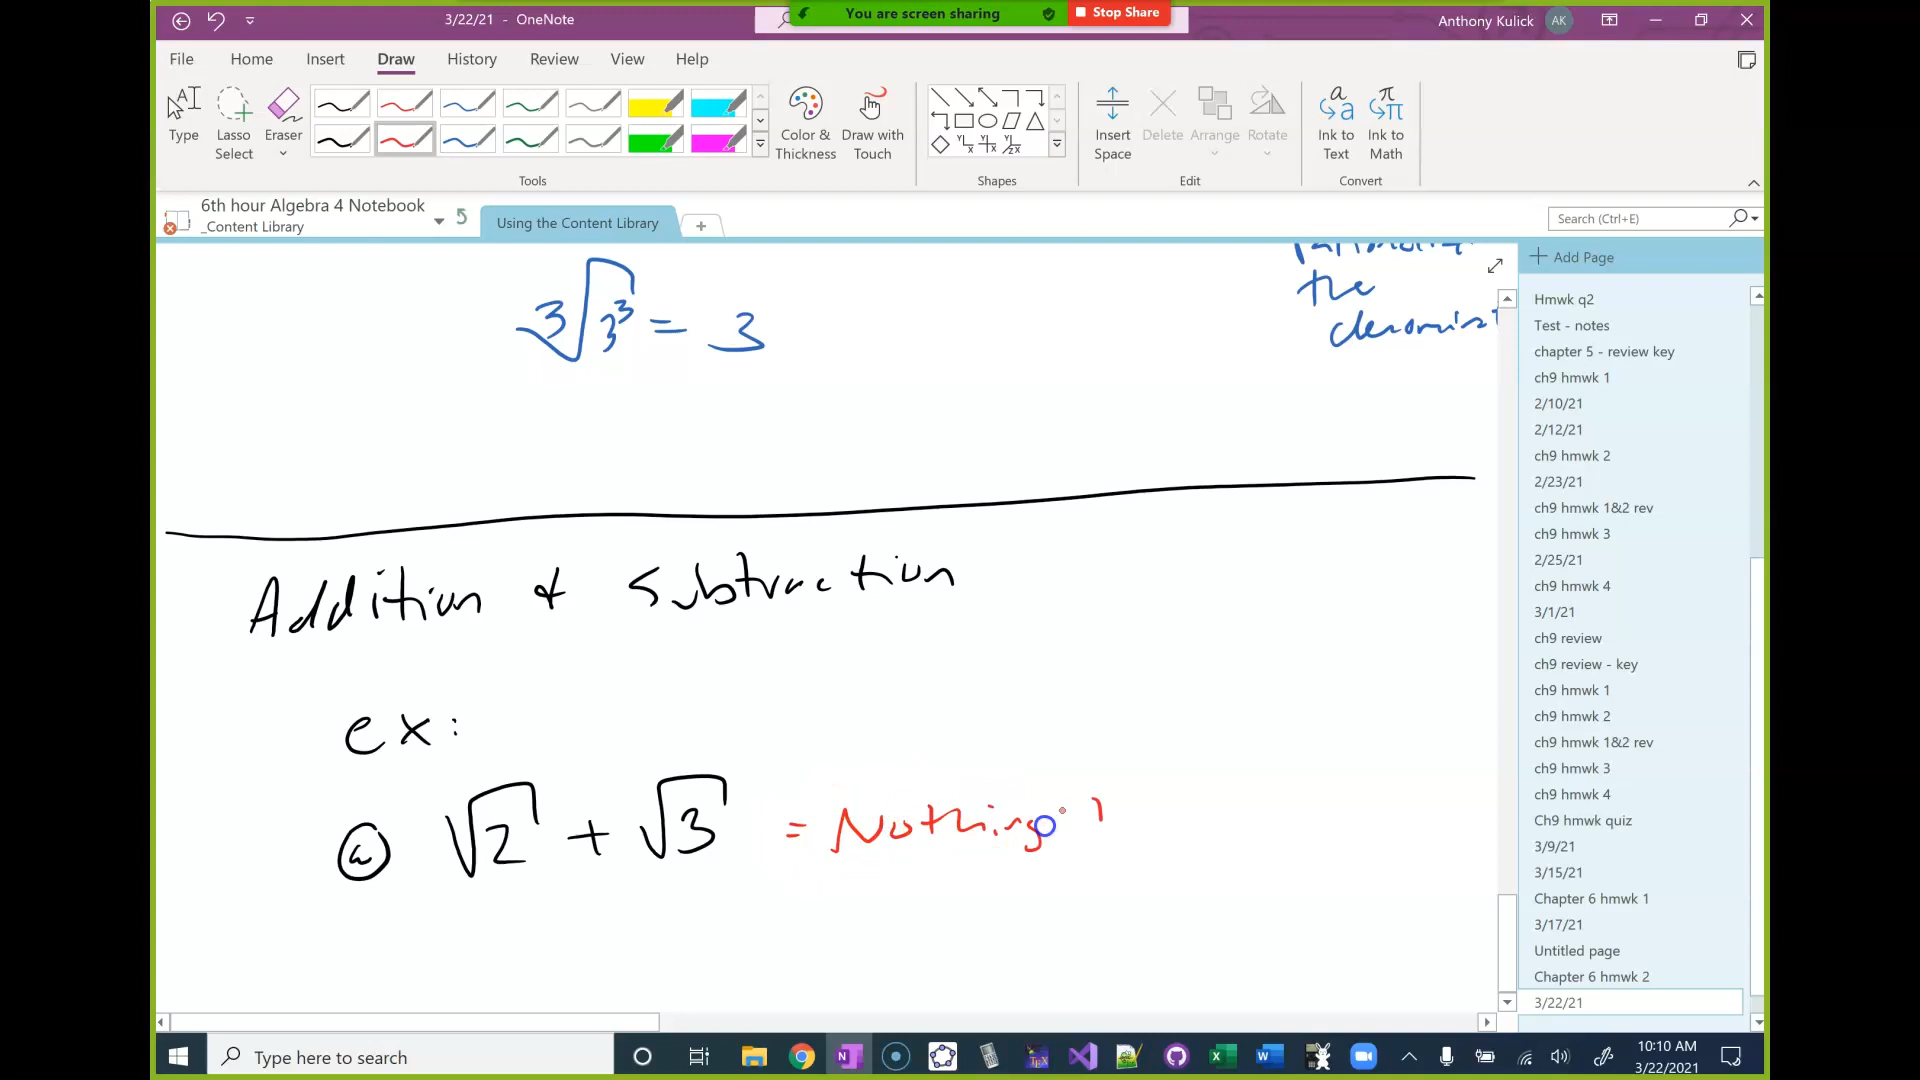 3/22/21 - OneNote
You are screen sharing
Stop Share
Anthony Kulick
AK
File Home Insert Draw History Review View Help
Type
Lasso Select
Eraser
Color & Thickness
Draw with Touch
Insert Space
Delete
Arrange
Rotate
Ink to Text
Ink to Math
Tools
Shapes
Edit
Convert
6th hour Algebra 4 Notebook
_Content Library
Using the Content Library
Search (Ctrl+E)
the
∛3³ = 3
Addition & Subtraction
ex:
ⓐ √2 + √3 = Nothing
Add Page
Hmwk q2
Test - notes
chapter 5 - review key
ch9 hmwk 1
2/10/21
2/12/21
ch9 hmwk 2
2/23/21
ch9 hmwk 1&2 rev
ch9 hmwk 3
2/25/21
ch9 hmwk 4
3/1/21
ch9 review
ch9 review - key
ch9 hmwk 1
ch9 hmwk 2
ch9 hmwk 1&2 rev
ch9 hmwk 3
ch9 hmwk 4
Ch9 hmwk quiz
3/9/21
3/15/21
Chapter 6 hmwk 1
3/17/21
Untitled page
Chapter 6 hmwk 2
3/22/21
Type here to search
10:10 AM
3/22/2021